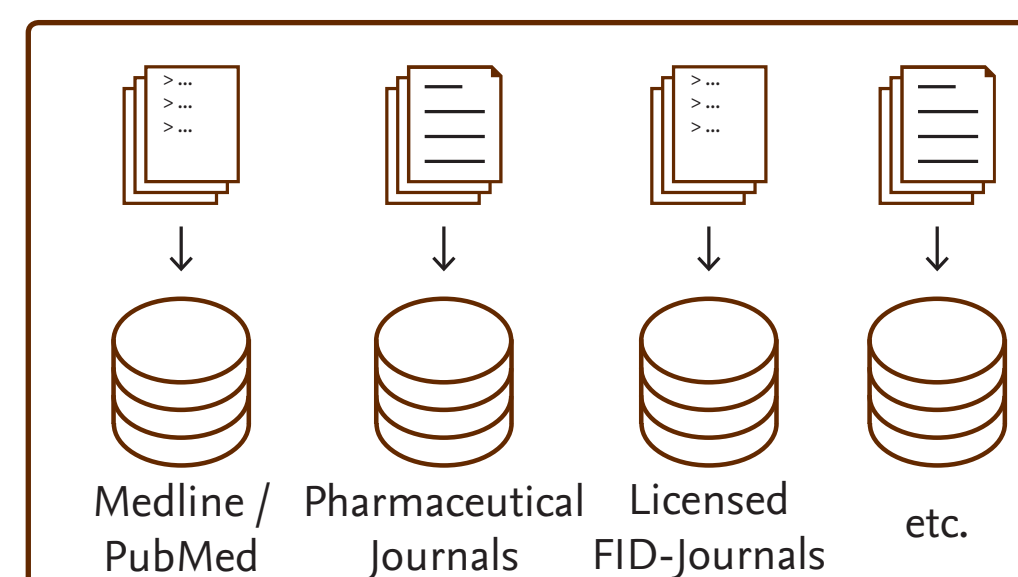 > ...
> ...
> ...
> ...
> ...
> ...
Medline /
PubMed
Pharmaceutical
Journals
Licensed
FID-Journals
etc.